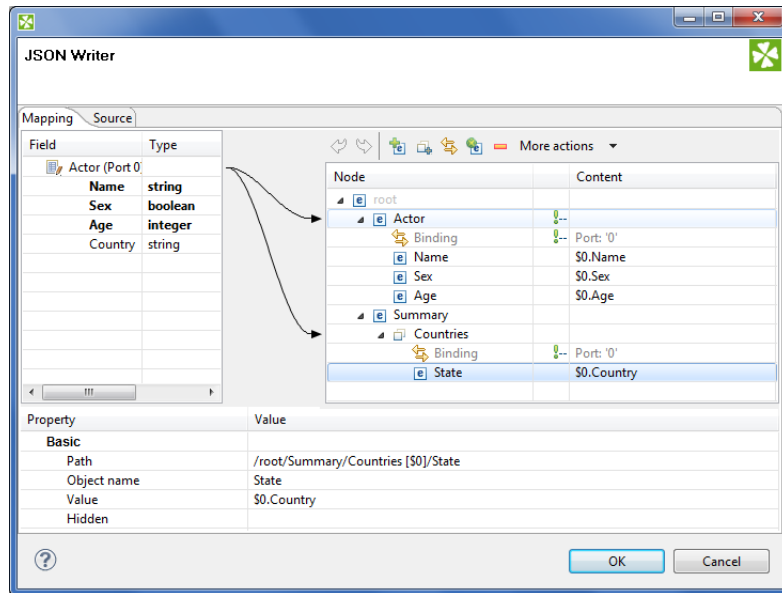 JSON Writer
Mapping Source
Field Type
Actor (Port 0
Name string
Sex boolean
Age integer
Country string
More actions
Node Content
root
Actor
Binding Port: '0'
Name $0.Name
Sex $0.Sex
Age $0.Age
Summary
Countries
Binding Port: '0'
State $0.Country
Property Value
Basic
Path /root/Summary/Countries [$0]/State
Object name State
Value $0.Country
Hidden
OK Cancel